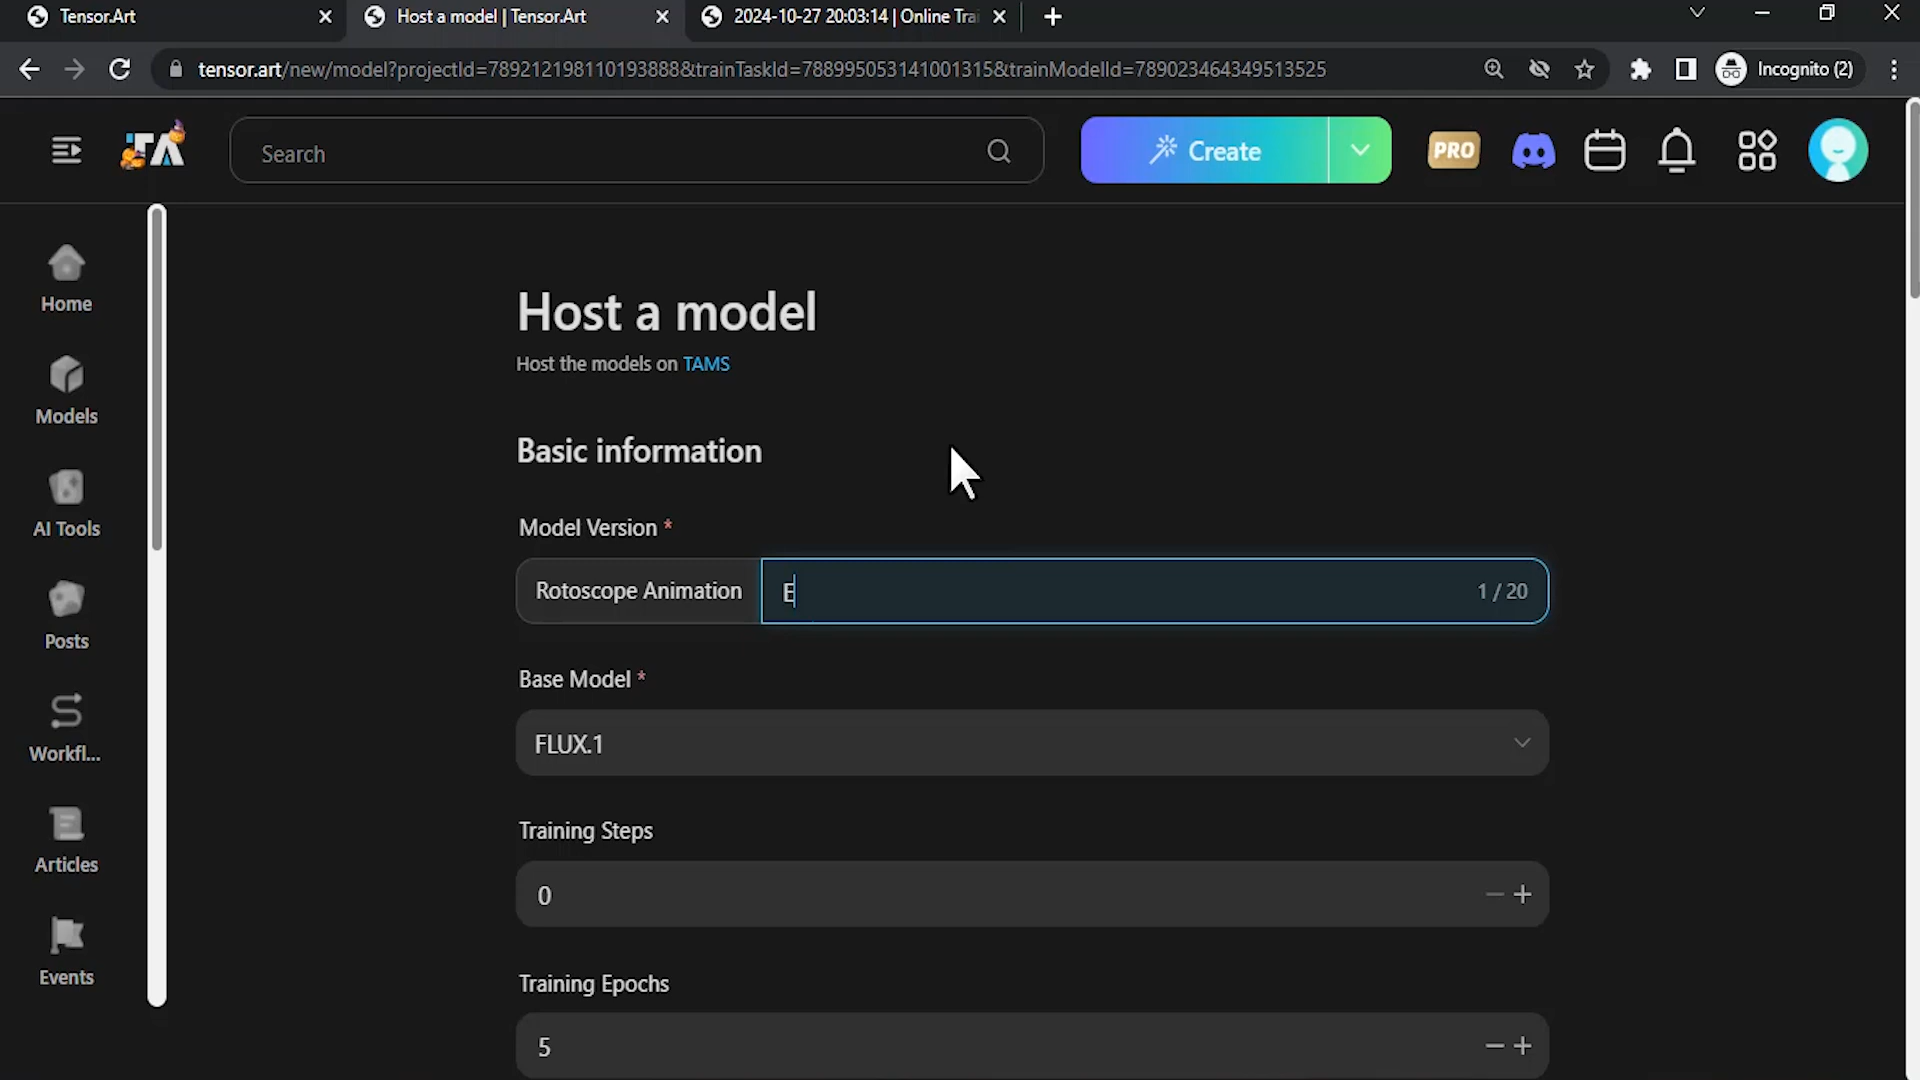 Tensor.Art
Host a model | Tensor.Art
2024-10-27 20:03:14 | Online Trai
tensor.art/new/model?projectId=789212198110193888&trainTaskId=788995053141001315&trainModelId=789023464349513525
Incognito (2)
TA
Search
Create
PRO
Home
Models
AI Tools
Posts
Workfl...
Articles
Events
Host a model
Host the models on TAMS
Basic information
Model Version *
Rotoscope Animation
E
1 / 20
Base Model *
FLUX.1
Training Steps
0
Training Epochs
5